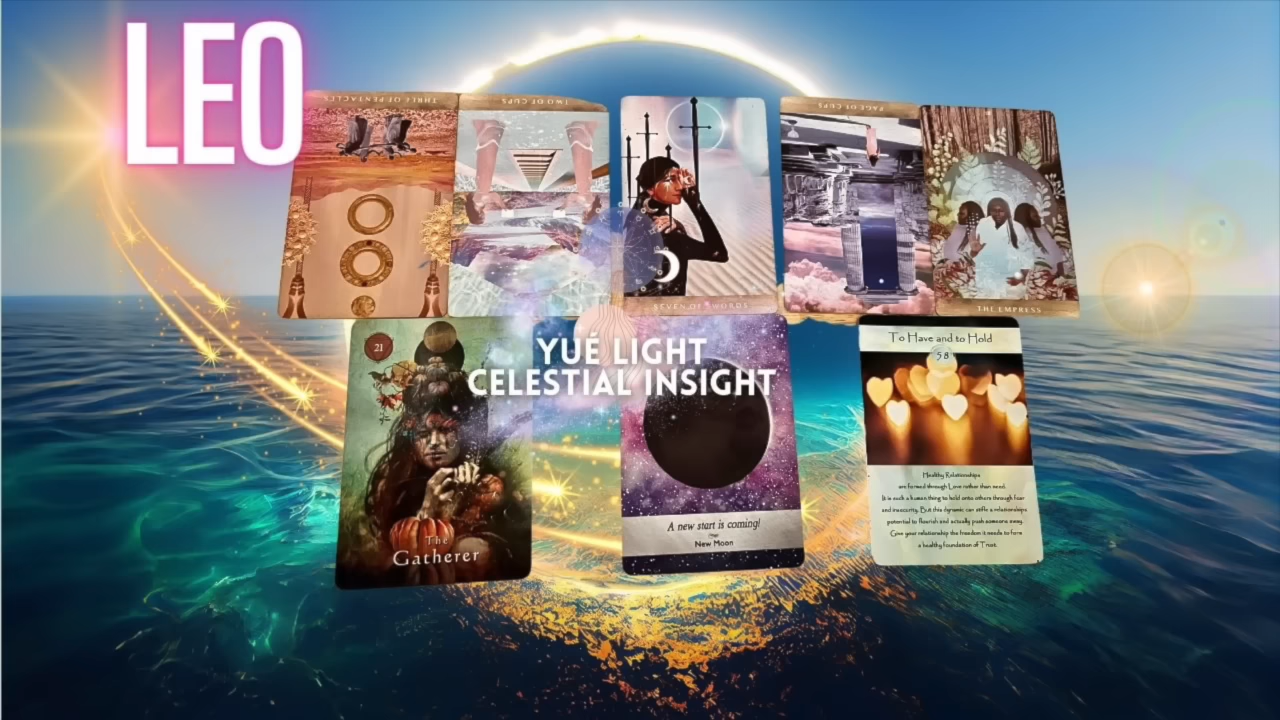 LEO
THREE OF PENTACLES
TWO OF CUPS
SEVEN OF SWORDS
PAGE OF CUPS
THE EMPRESS
21
The
Gatherer
YUÉ LIGHT
CELESTIAL INSIGHT
A new start is coming!
New Moon
To Have and to Hold
58
Healthy Relationships
are formed through Love rather than need.
It is such a human thing to hold onto others through fear
and insecurity. But this dynamic can stifle a relationships
potential to flourish and actually push someone away.
Give your relationship the freedom it needs to form
a healthy foundation of Trust.